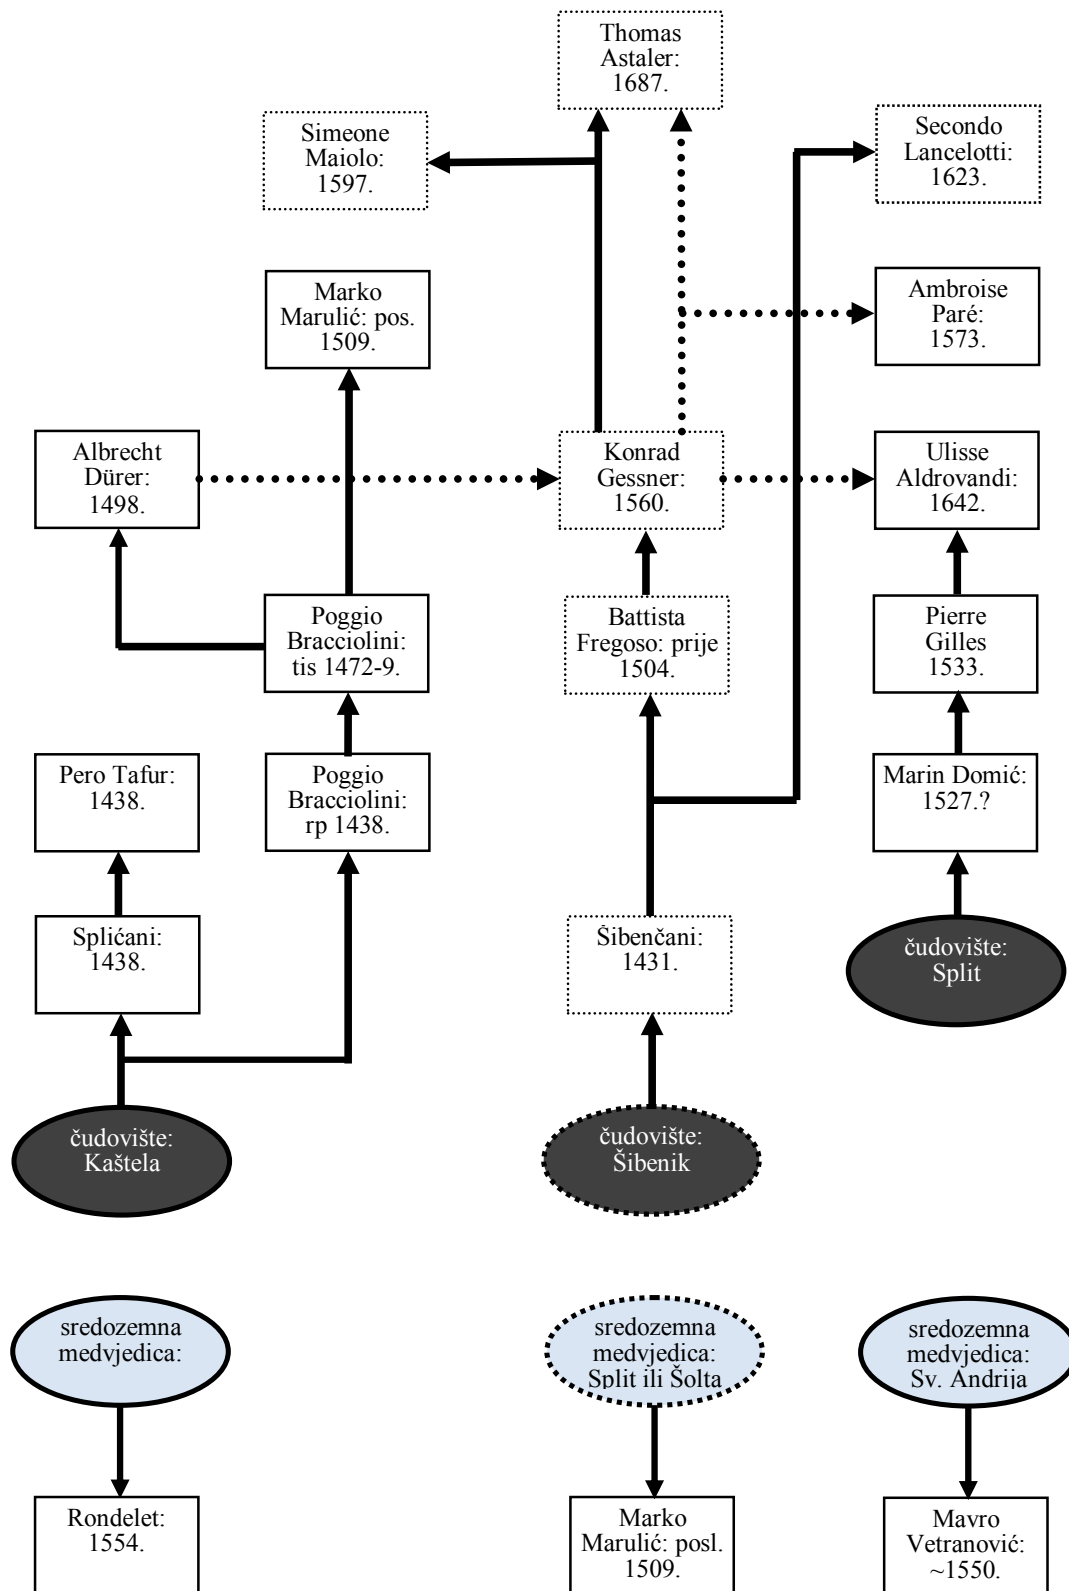 Thomas
Astaler:
1687.
Simeone
Maiolo:
1597.
Secondo
Lancelotti:
1623.
Marko
Marulić: pos.
1509.
Ambroise
Paré:
1573.
Albrecht
Dürer:
1498.
Konrad
Gessner:
1560.
Ulisse
Aldrovandi:
1642.
Poggio
Bracciolini:
tis 1472-9.
Battista
Fregoso: prije
1504.
Pierre
Gilles
1533.
Pero Tafur:
1438.
Poggio
Bracciolini:
rp 1438.
Marin Domić:
1527.?
Splićani:
1438.
Šibenčani:
1431.
čudovište:
Split
čudovište:
Kaštela
čudovište:
Šibenik
sredozemna
medvjedica:
sredozemna
medvjedica:
Split ili Šolta
sredozemna
medvjedica:
Sv. Andrija
Rondelet:
1554.
Marko
Marulić: posl.
1509.
Mavro
Vetranović:
~1550.